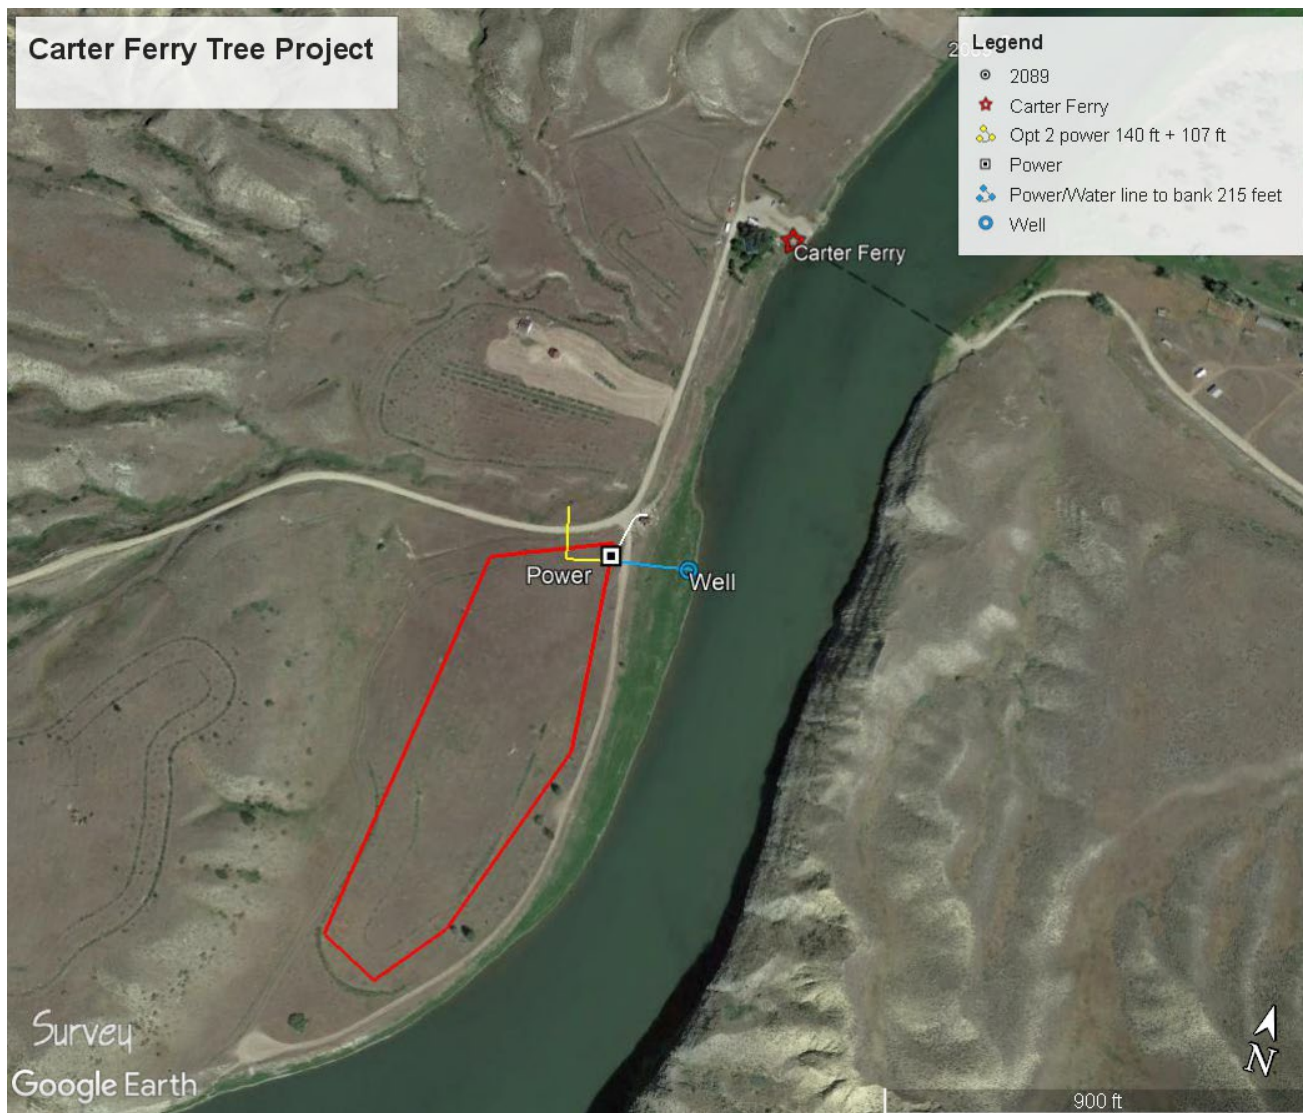 Carter Ferry Tree Project
Legend
2089
Carter Ferry
Opt 2 power 140 ft + 107 ft
Power
Power/Water line to bank 215 feet
Well
Carter Ferry
Power
Well
Survey
Google Earth
N
900 ft